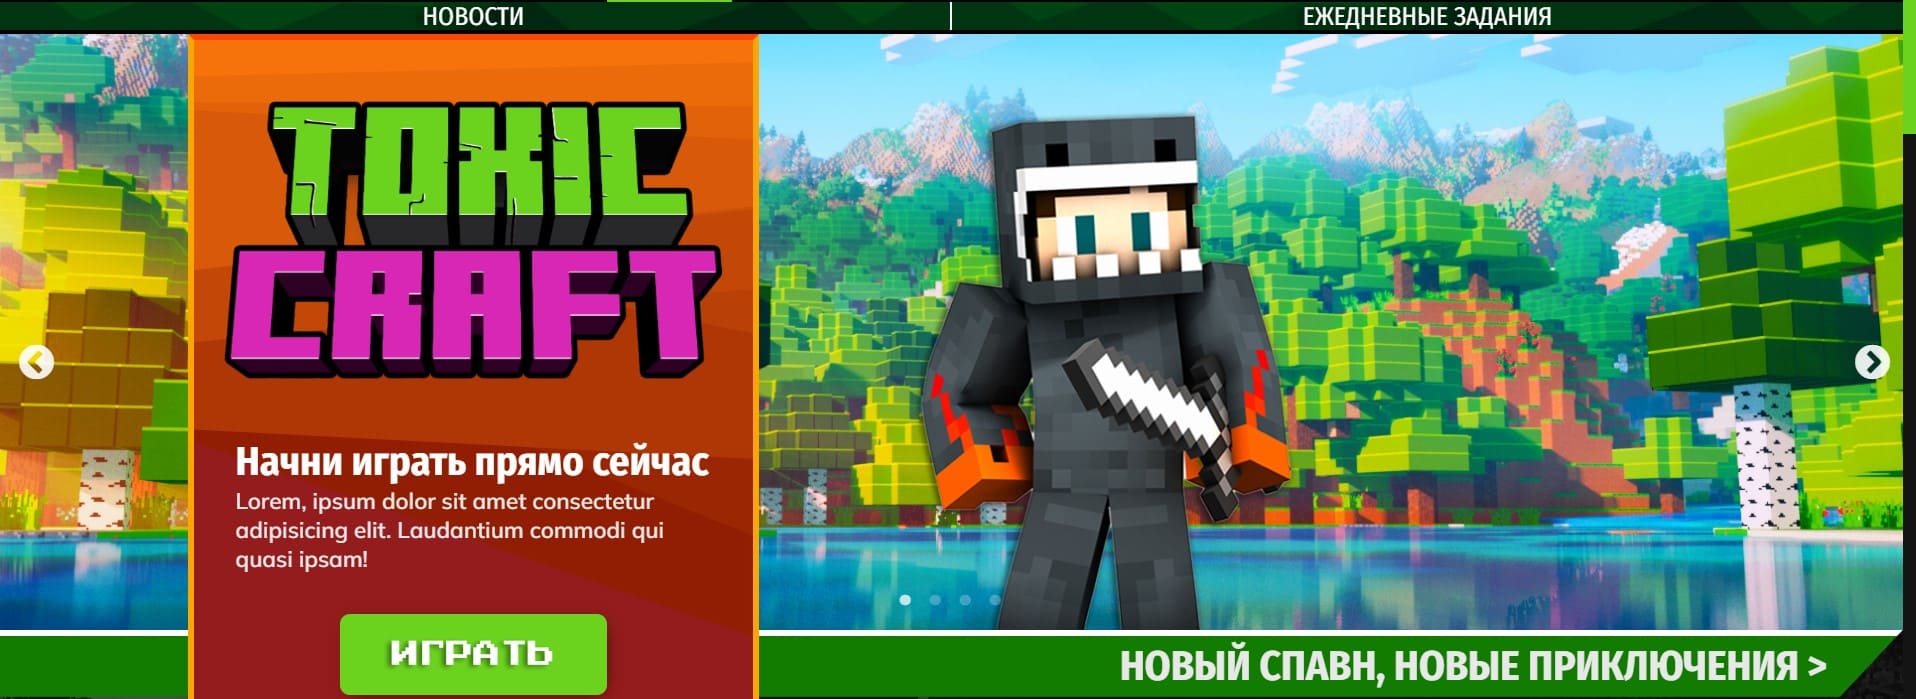 НОВОСТИ
ЕЖЕДНЕВНЫЕ ЗАДАНИЯ
TOXIC
CRAFT
Начни играть прямо сейчас
Lorem, ipsum dolor sit amet consectetur
adipisicing elit. Laudantium commodi qui
quasi ipsam!
ИГРАТЬ
НОВЫЙ СПАВН, НОВЫЕ ПРИКЛЮЧЕНИЯ >